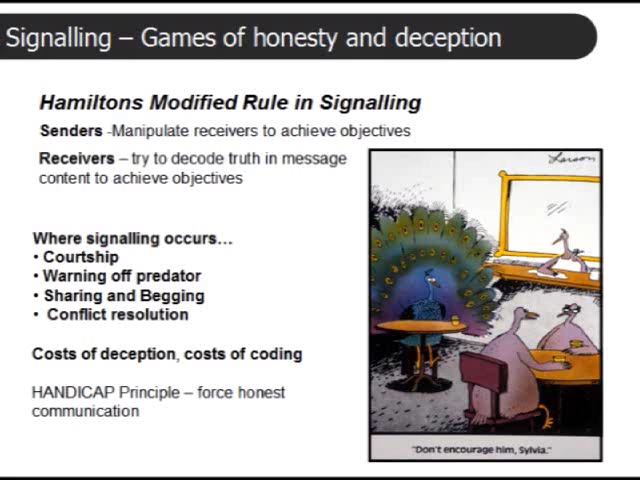 Signalling – Games of honesty and deception
Hamiltons Modified Rule in Signalling
Senders -Manipulate receivers to achieve objectives
Receivers – try to decode truth in message
content to achieve objectives
Where signalling occurs…
• Courtship
• Warning off predator
• Sharing and Begging
• Conflict resolution
Costs of deception, costs of coding
HANDICAP Principle – force honest
communication
Larson
"Don't encourage him, Sylvia."